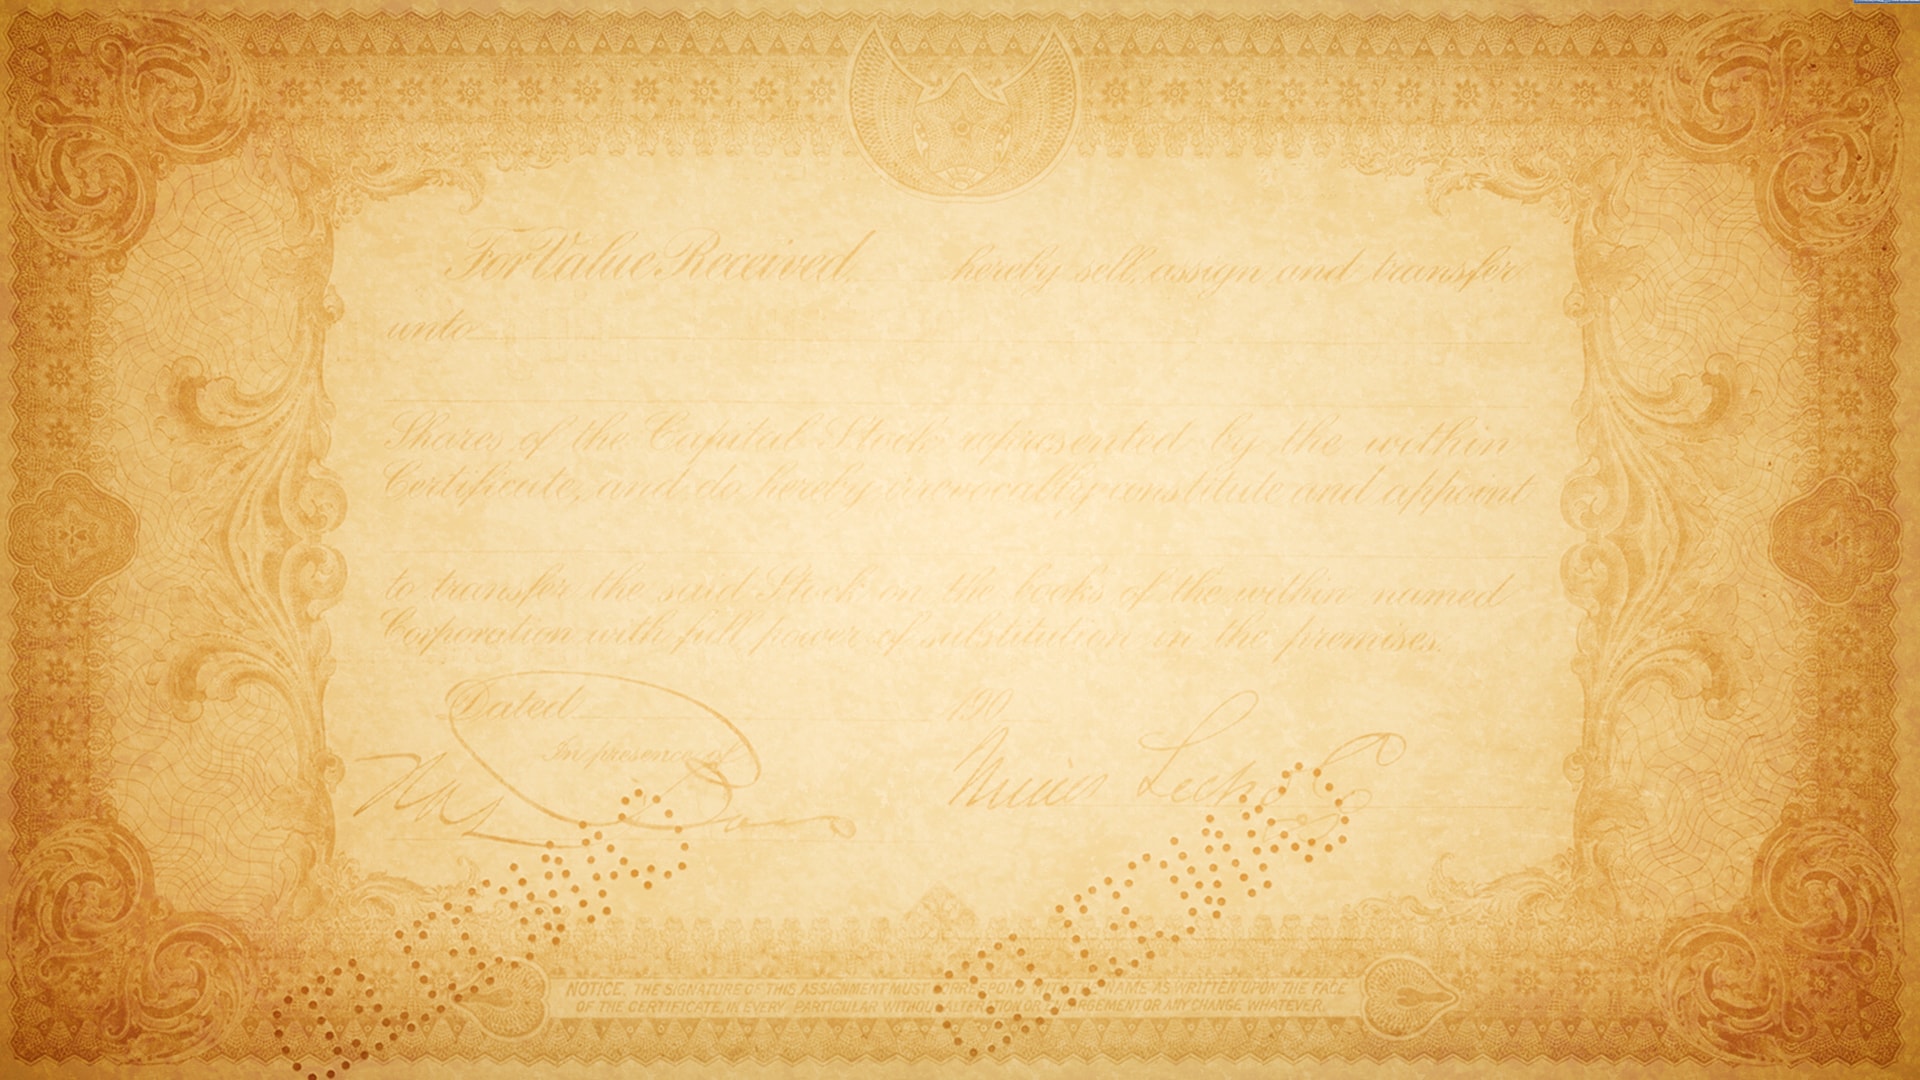 For Value Received, hereby sell, assign and transfer
unto
Shares of the Capital Stock represented by the within
Certificate, and do hereby irrevocably constitute and appoint
to transfer the said Stock on the books of the within named
Corporation with full power of substitution in the premises.
Dated 190
In presence of
NOTICE. THE SIGNATURE OF THIS ASSIGNMENT MUST CORRESPOND WITH THE NAME AS WRITTEN UPON THE FACE
OF THE CERTIFICATE, IN EVERY PARTICULAR WITHOUT ALTERATION OR ENLARGEMENT OR ANY CHANGE WHATEVER.